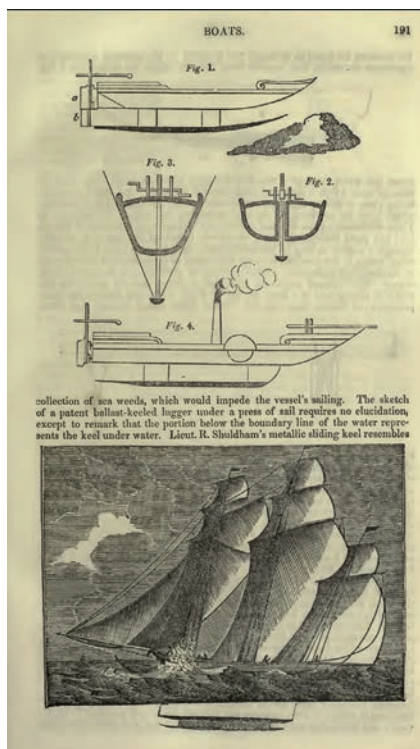 BOATS. 191
Fig. 1.
a
b
Fig. 3.
Fig. 2.
Fig. 4.
collection of sea weeds, which would impede the vessel's sailing. The sketch
of a patent ballast-keeled lugger under a press of sail requires no elucidation,
except to remark that the portion below the boundary line of the water repre-
sents the keel under water. Lieut. R. Shuldham's metallic sliding keel resembles